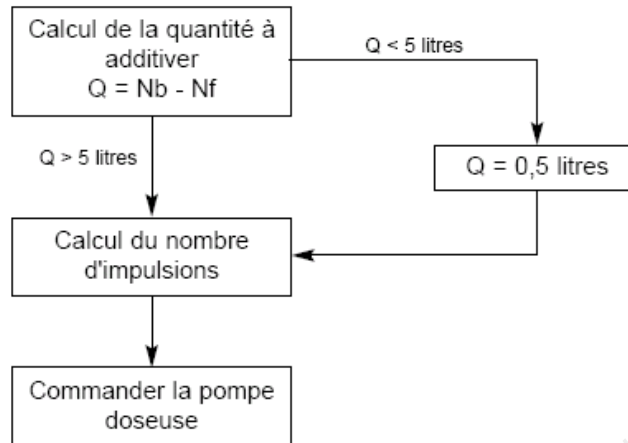 Calcul de la quantité à
additiver
Q = Nb - Nf
Q < 5 litres
Q > 5 litres
Q = 0,5 litres
Calcul du nombre
d'impulsions
Commander la pompe
doseuse